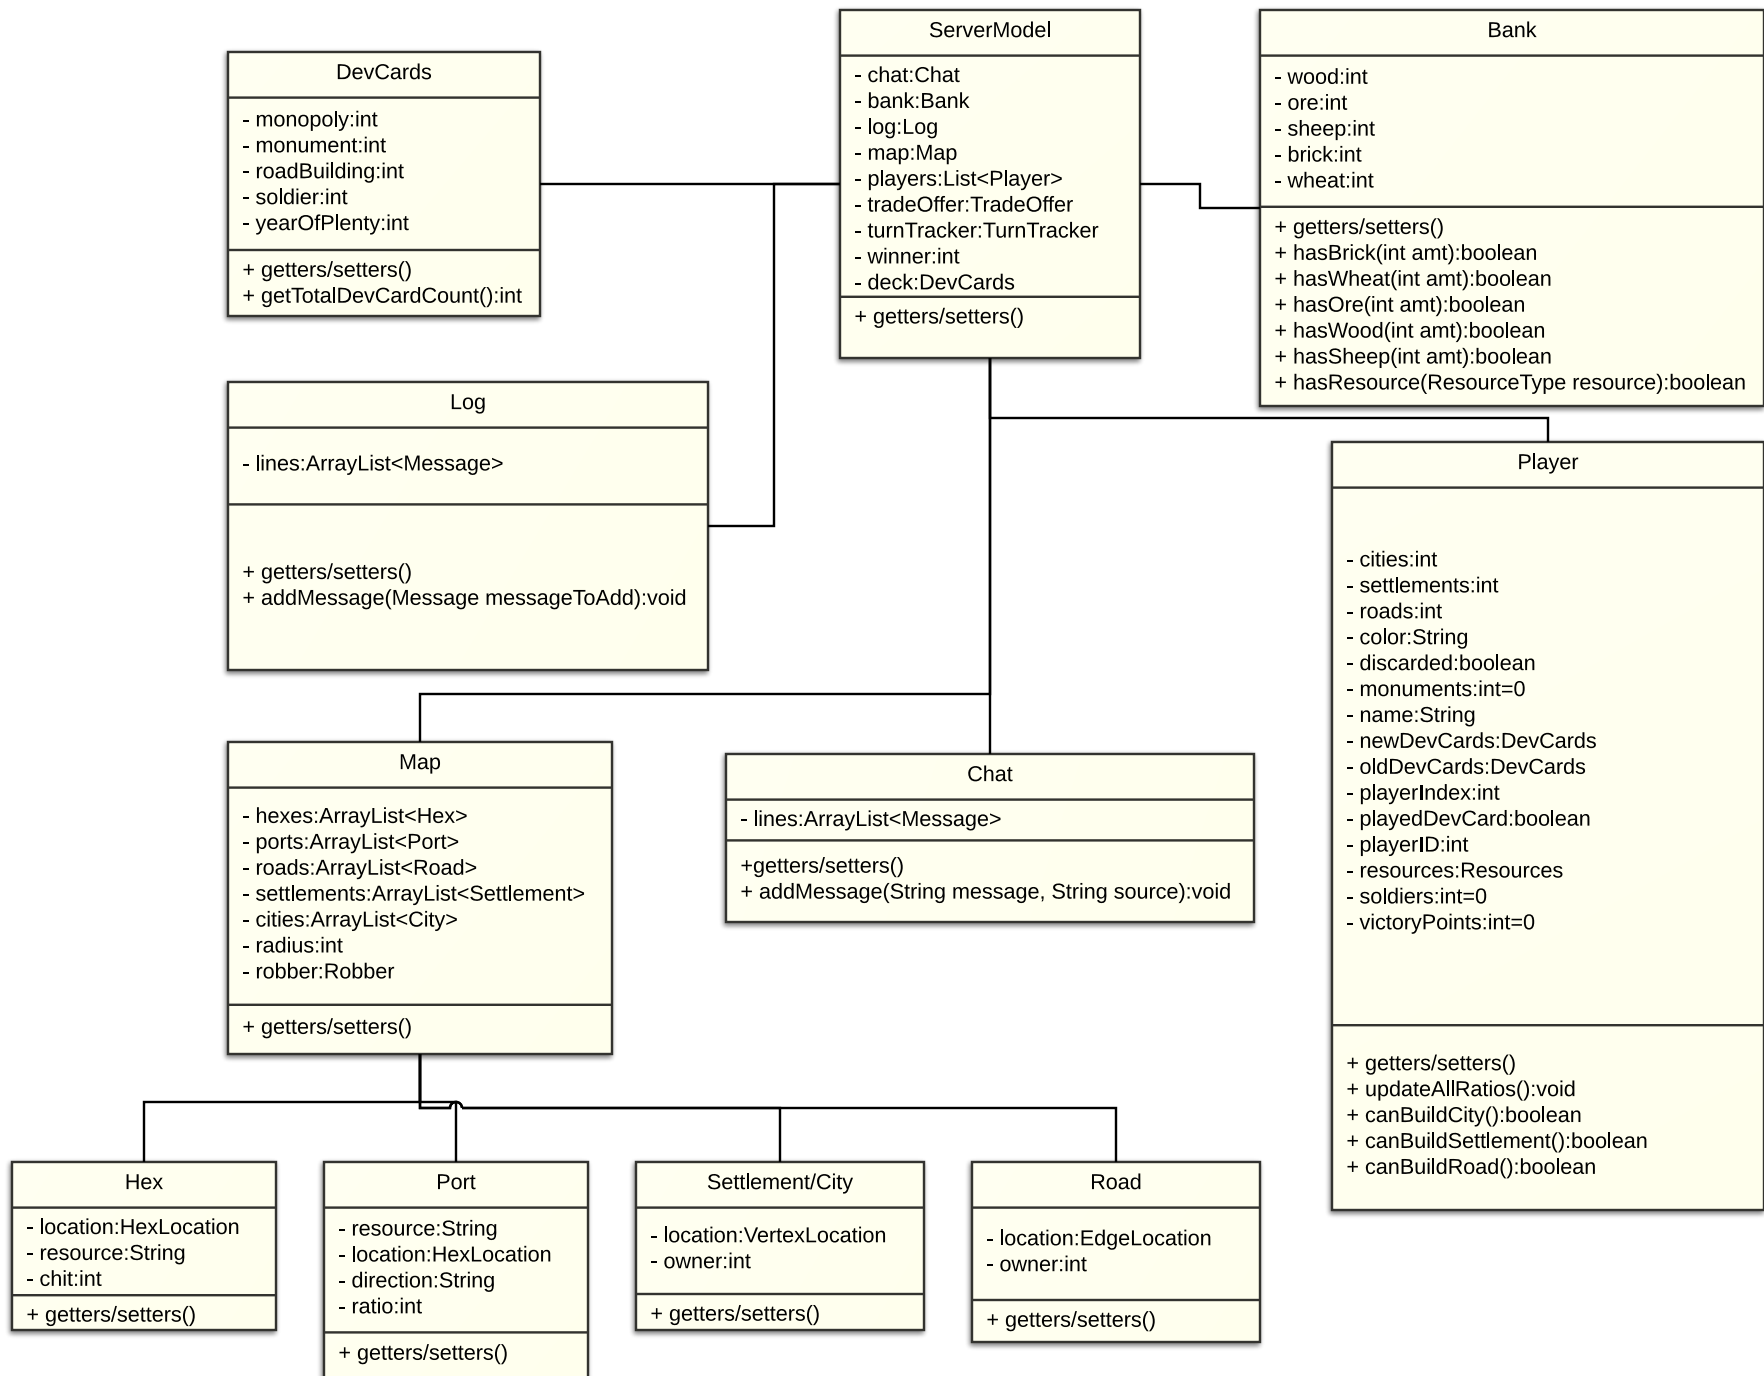 DevCards
- monopoly:int
- monument:int
- roadBuilding:int
- soldier:int
- yearOfPlenty:int
+ getters/setters()
+ getTotalDevCardCount():int
ServerModel
- chat:Chat
- bank:Bank
- log:Log
- map:Map
- players:List<Player>
- tradeOffer:TradeOffer
- turnTracker:TurnTracker
- winner:int
- deck:DevCards
+ getters/setters()
Bank
- wood:int
- ore:int
- sheep:int
- brick:int
- wheat:int
+ getters/setters()
+ hasBrick(int amt):boolean
+ hasWheat(int amt):boolean
+ hasOre(int amt):boolean
+ hasWood(int amt):boolean
+ hasSheep(int amt):boolean
+ hasResource(ResourceType resource):boolean
Log
- lines:ArrayList<Message>
+ getters/setters()
+ addMessage(Message messageToAdd):void
Player
- cities:int
- settlements:int
- roads:int
- color:String
- discarded:boolean
- monuments:int=0
- name:String
- newDevCards:DevCards
- oldDevCards:DevCards
- playerIndex:int
- playedDevCard:boolean
- playerID:int
- resources:Resources
- soldiers:int=0
- victoryPoints:int=0
+ getters/setters()
+ updateAllRatios():void
+ canBuildCity():boolean
+ canBuildSettlement():boolean
+ canBuildRoad():boolean
Map
- hexes:ArrayList<Hex>
- ports:ArrayList<Port>
- roads:ArrayList<Road>
- settlements:ArrayList<Settlement>
- cities:ArrayList<City>
- radius:int
- robber:Robber
+ getters/setters()
Chat
- lines:ArrayList<Message>
+getters/setters()
+ addMessage(String message, String source):void
Hex
- location:HexLocation
- resource:String
- chit:int
+ getters/setters()
Port
- resource:String
- location:HexLocation
- direction:String
- ratio:int
+ getters/setters()
Settlement/City
- location:VertexLocation
- owner:int
+ getters/setters()
Road
- location:EdgeLocation
- owner:int
+ getters/setters()